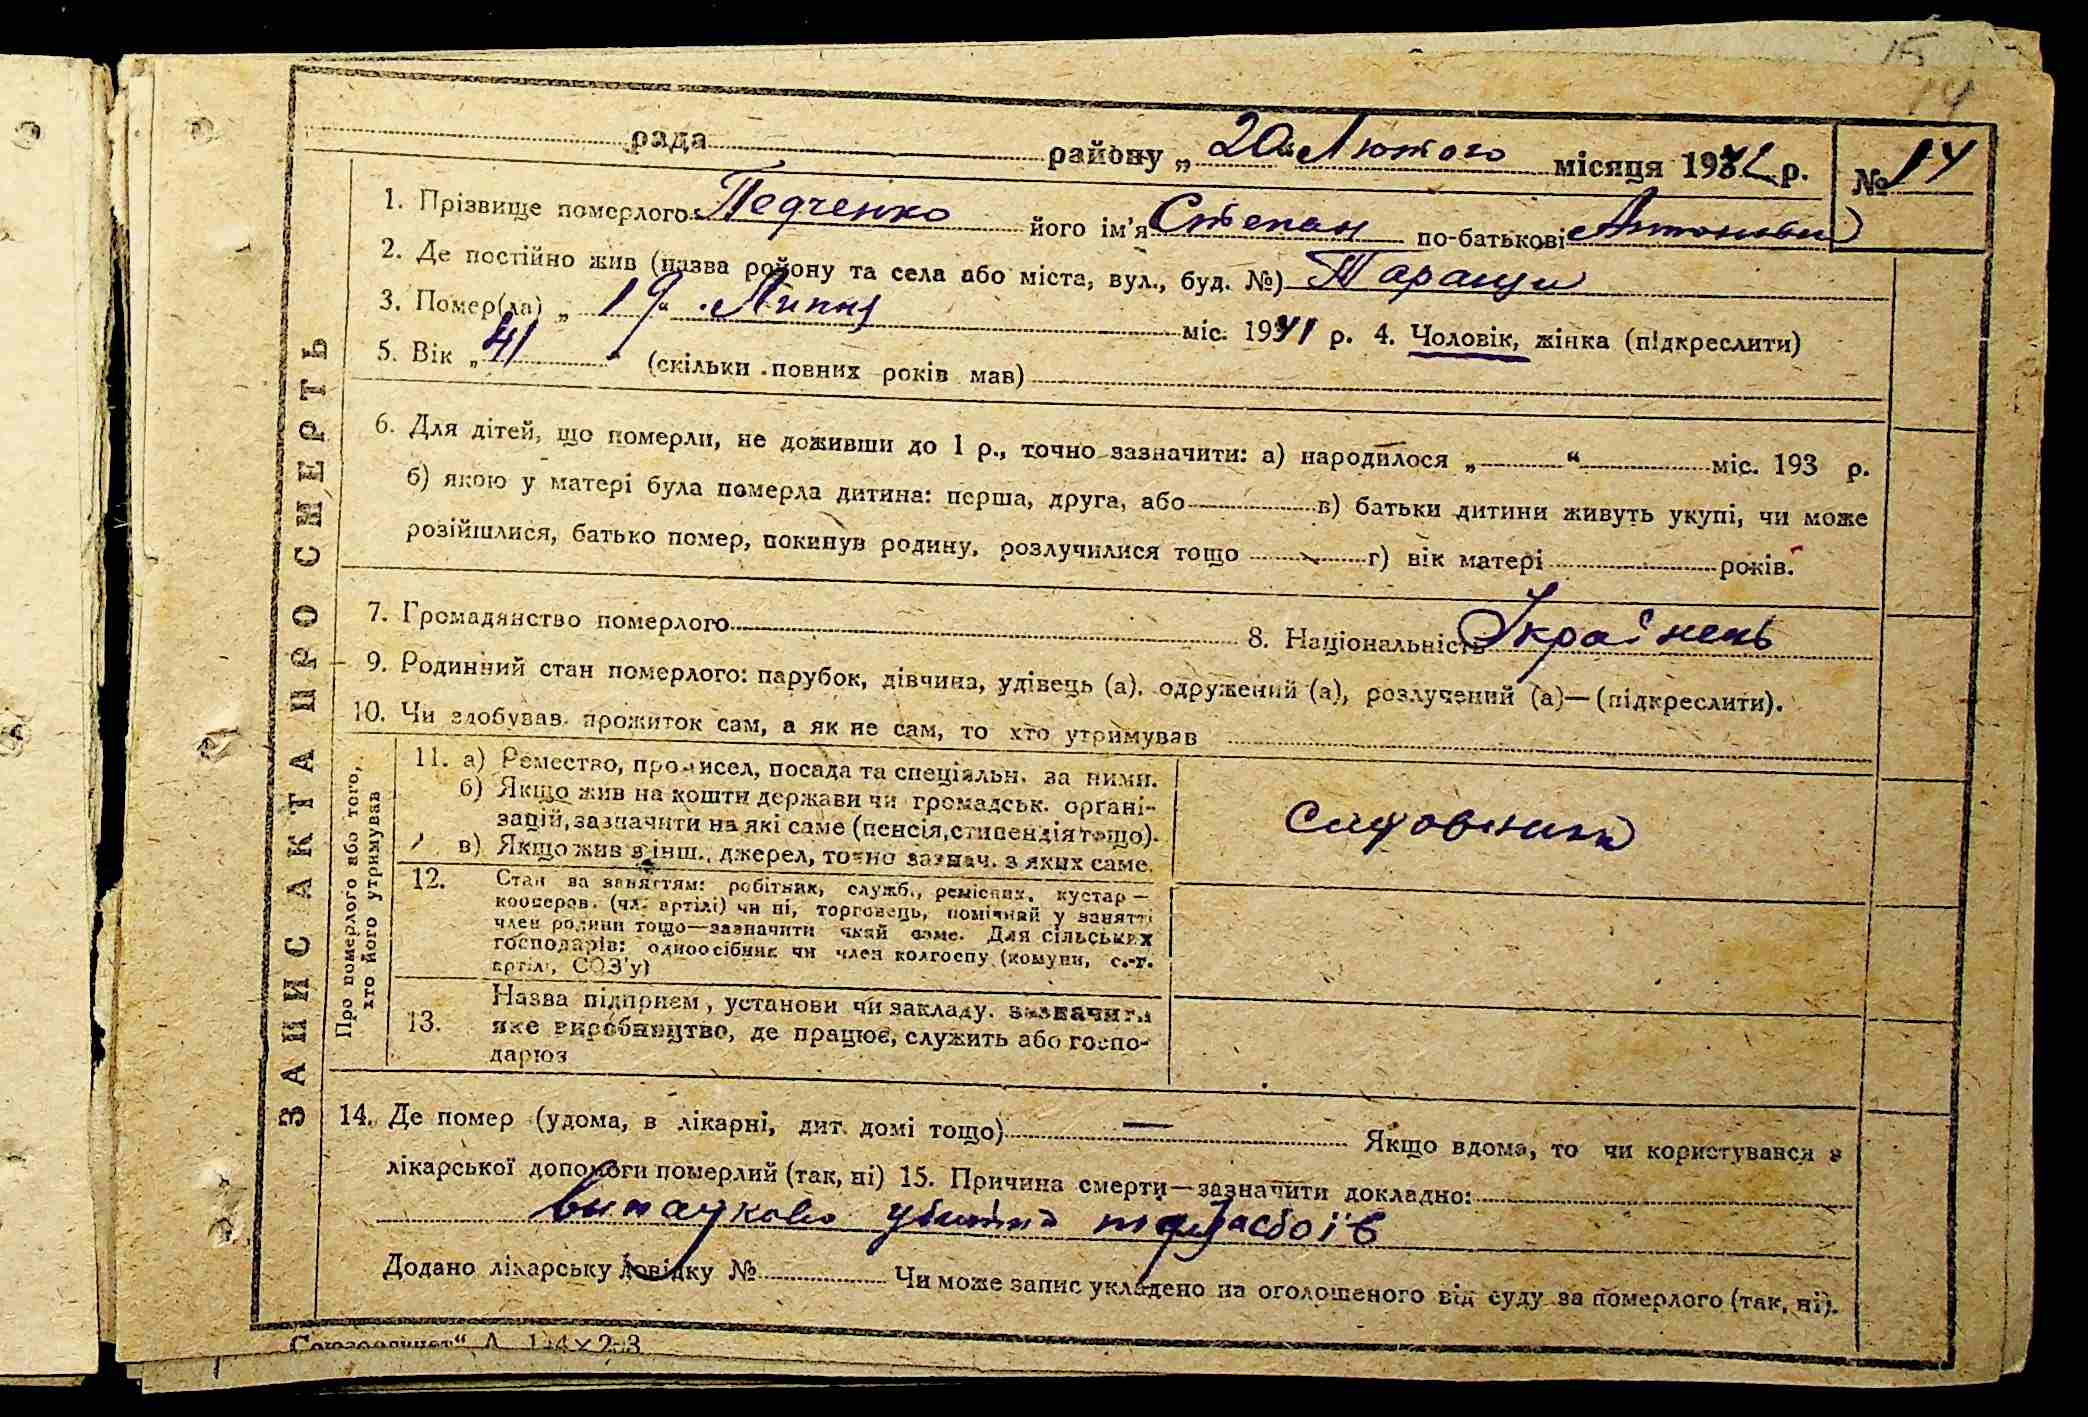 15
14
рада району „ 20 “ Лютого місяця 1942 р. № 14
1. Прізвище померлого Педченко його ім'я Степан по-батькові Антонович
2. Де постійно жив (назва району та села або міста, вул., буд. №) Таращи
3. Помер(ла) „ 19 “ Липня міс. 1941 р. 4. Чоловік, жінка (підкреслити)
5. Вік „ 41 “ (скільки повних років мав)
6. Для дітей, що померли, не доживши до 1 р., точно зазначити: а) народилося „ “ міс. 193 р.
б) якою у матері була померла дитина: перша, друга, або в) батьки дитини живуть укупі, чи може
розійшлися, батько помер, покинув родину, розлучилися тощо г) вік матері років.
7. Громадянство померлого 8. Національність Українець
9. Родинний стан померлого: парубок, дівчина, удівець (а), одружений (а), розлучений (а)—(підкреслити).
10. Чи здобував прожиток сам, а як не сам, то хто утримував
ЗАПИС АКТА ПРО СМЕРТЬ
Про померлого або того,
хто його утримував
11. а) Ремество, промисел, посада та спеціяльн. за ними.
б) Якщо жив на кошти держави чи громадськ. органі-
зацій, зазначити на які саме (пенсія, стипендія тощо).
в) Якщо жив з інш. джерел, точно зазнач. з яких саме.
12. Стан за заняттям: робітник, служб., ремісник, кустар—
кооперов. (чл. артілі) чи ні, торговець, помічний у занятті
член родини тощо—зазначити який саме. Для сільських
господарів: одноосібник чи член колгоспу (комуни, с.-г.
артілі, СОЗ'у)
13. Назва підприєм, установи чи закладу. зазначити
яке виробництво, де працює, служить або госпо-
дарює
14. Де помер (удома, в лікарні, дит. домі тощо) — Якщо вдома, то чи користувався з
лікарської допомоги померлий (так, ні) 15. Причина смерти—зазначити докладно:
випадково убитий
Додано лікарську довідку № Чи може запис укладено на оголошеного від суду за померлого (так, ні).